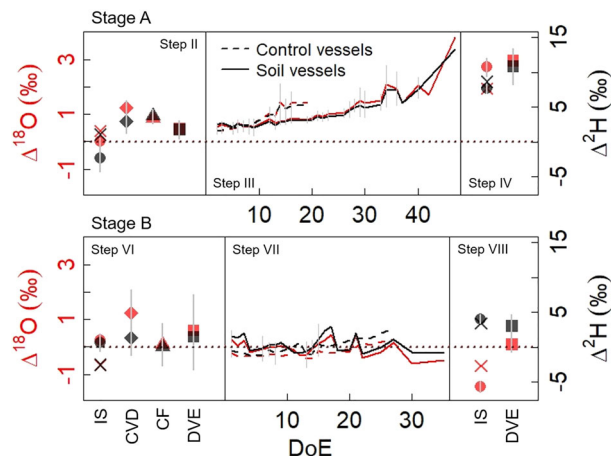 Stage A
Step II
Control vessels
Soil vessels
Step III
Step IV
3
1
-1
Δ18O (‰)
15
5
-5
Δ2H (‰)
10 20 30 40
Stage B
Step VI
Step VII
Step VIII
3
1
-1
Δ18O (‰)
15
5
-5
Δ2H (‰)
10 20 30
IS CVD CF DVE
DoE
IS DVE